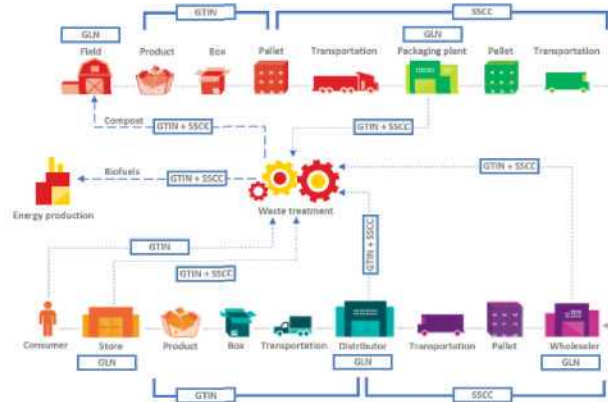 GTIN
SSCC
GLN
GLN
Field
Product
Box
Pallet
Transportation
Packaging plant
Pallet
Transportation
Compost
GTIN + SSCC
GTIN + SSCC
Biofuels
GTIN + SSCC
GTIN + SSCC
Energy production
Waste treatment
GTIN
GTIN + SSCC
GTIN + SSCC
Consumer
Store
Product
Box
Transportation
Distributor
Transportation
Pallet
Wholesaler
GLN
GLN
GLN
GTIN
SSCC